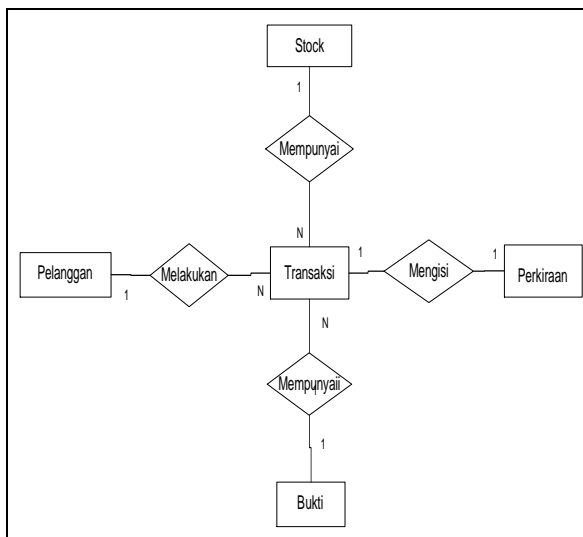 Stock
1
Mempunyai
N
Pelanggan
1
Melakukan
N
Transaksi
1
Mengisi
1
Perkiraan
N
Mempunyaii
1
Bukti